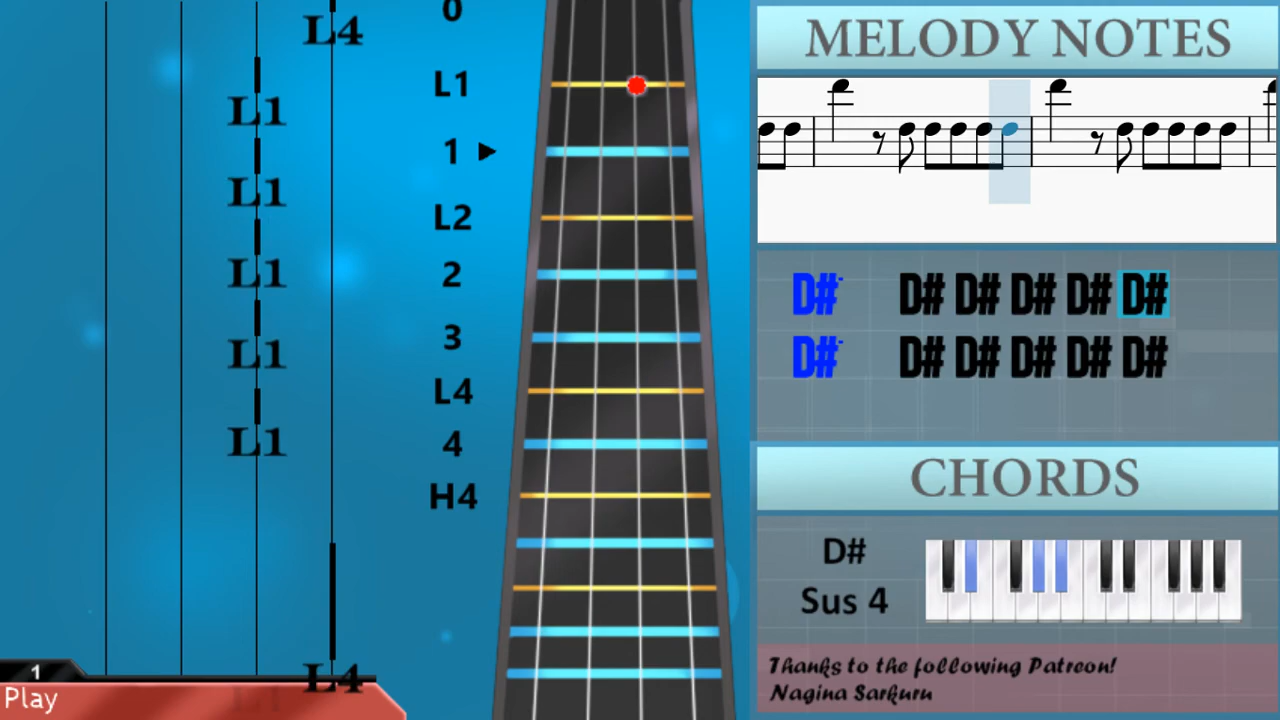 L4
L1
L1
L1
L1
L1
L4
1
Play
0
L1
1
L2
2
3
L4
4
H4
MELODY NOTES
D#- D# D# D# D# D#
D#- D# D# D# D# D#
CHORDS
D#
Sus 4
Thanks to the following Patreon!
Nagina Sarkuru